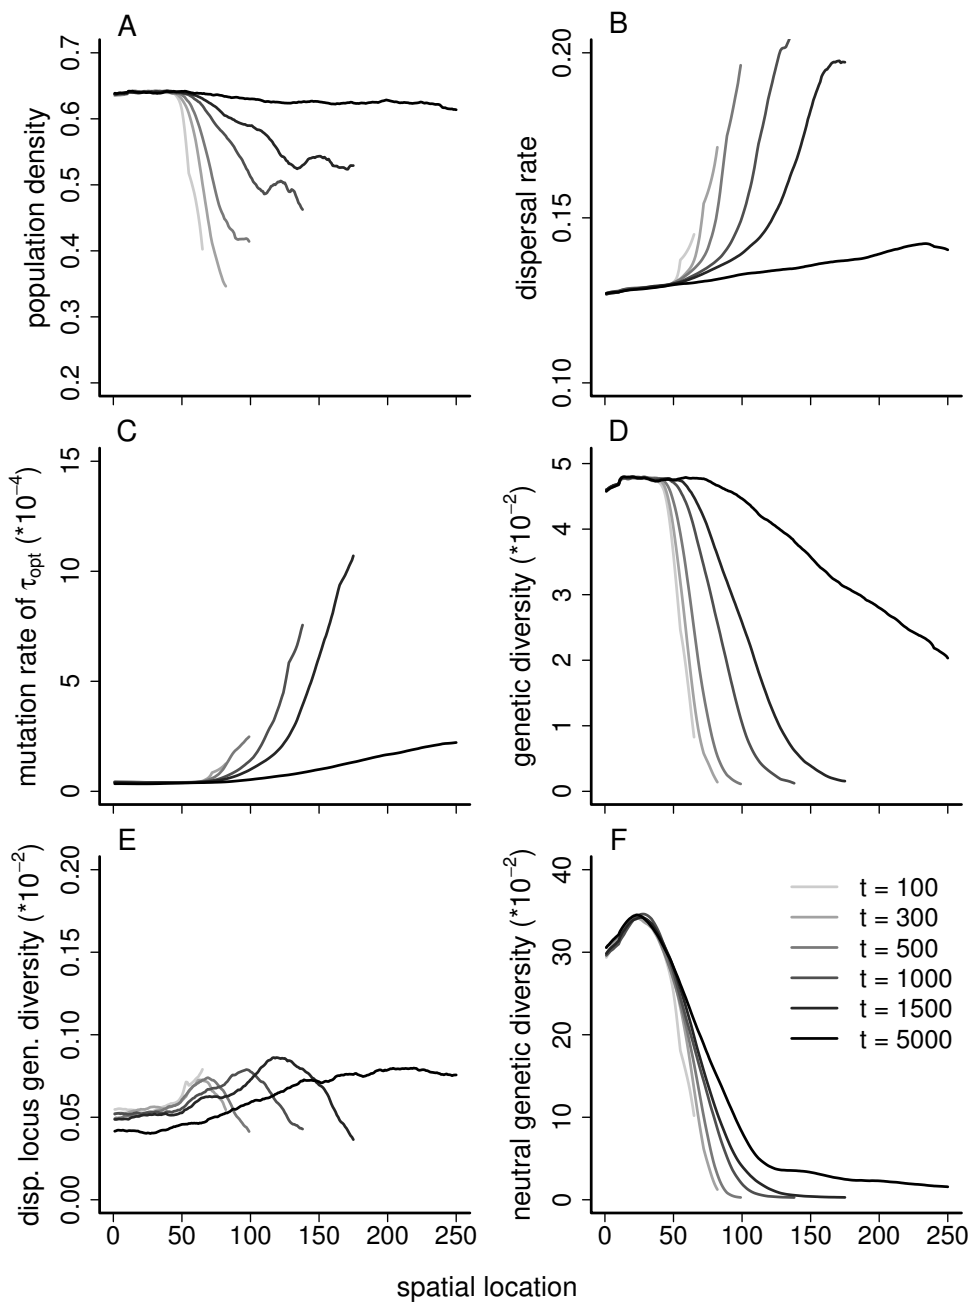 A
population density
0.7
0.6
0.5
0.4
0.3
0.2
B
dispersal rate
0.20
0.15
0.10
C
mutation rate of τopt (*10−4)
15
10
5
0
D
genetic diversity (*10−2)
5
4
3
2
1
0
E
disp. locus gen. diversity (*10−2)
0.20
0.15
0.10
0.05
0.00
0 50 100 150 200 250
F
neutral genetic diversity (*10−2)
40
30
20
10
0
t = 100
t = 300
t = 500
t = 1000
t = 1500
t = 5000
0 50 100 150 200 250
spatial location